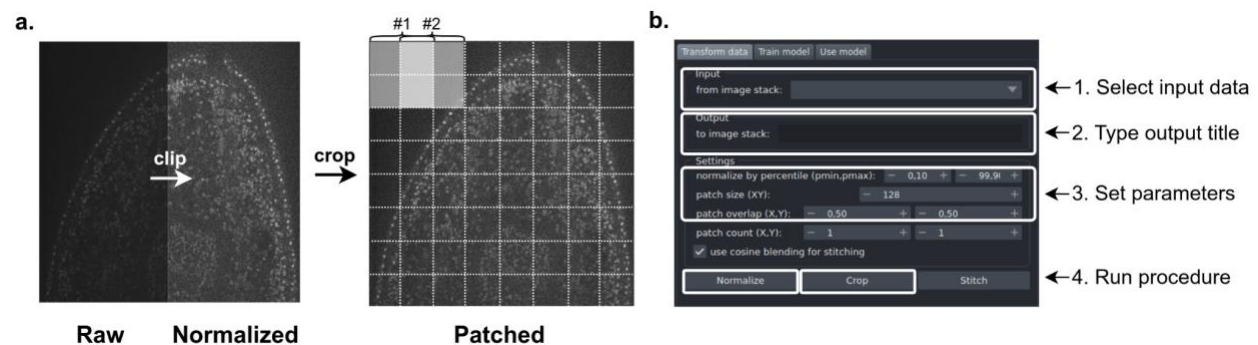 a.
#1 #2
clip
crop
Raw
Normalized
Patched
b.
Transform data Train model Use model
Input
from image stack:
Output
to image stack:
Settings
normalize by percentile (pmin,pmax): − 0,10 + − 99,9
patch size (XY): − 128 +
patch overlap (X,Y): − 0,50 + − 0,50 +
patch count (X,Y): − 1 + − 1 +
use cosine blending for stitching
Normalize Crop Stitch
1. Select input data
2. Type output title
3. Set parameters
4. Run procedure